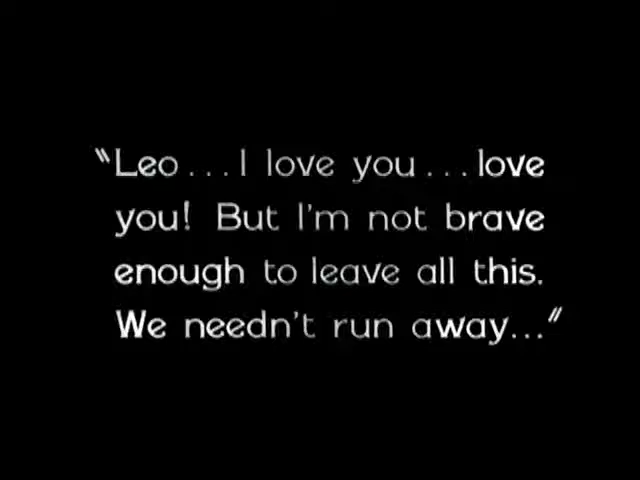 "Leo...I love you...love
you! But I'm not brave
enough to leave all this.
We needn't run away..."